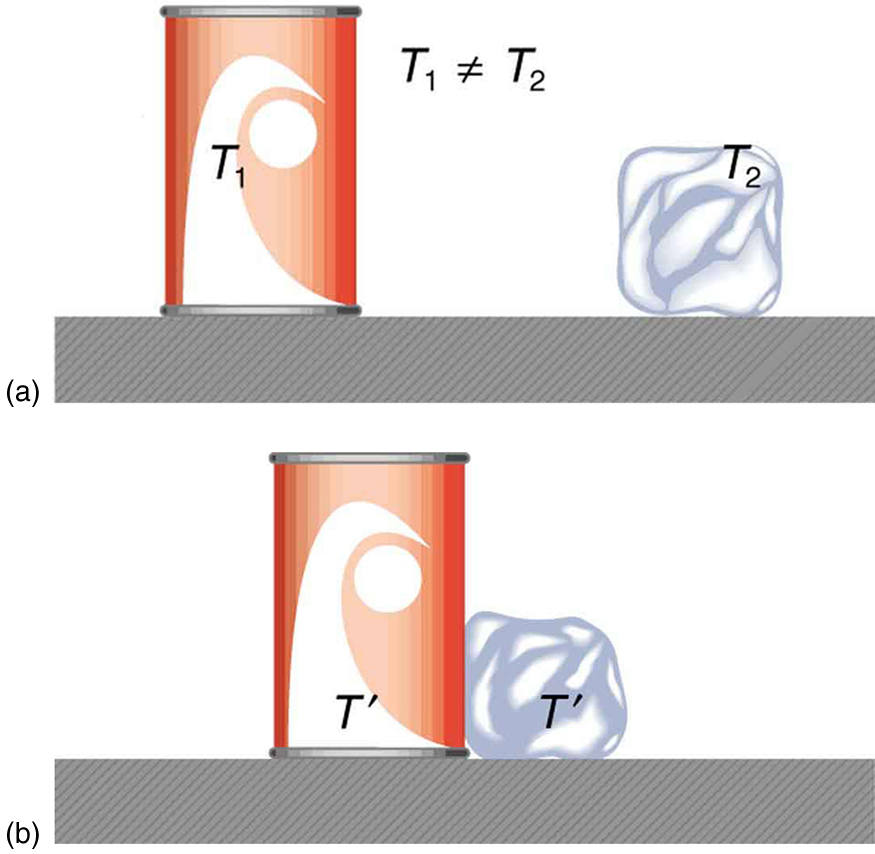 T₁ ≠ T₂
T₁
T₂
(a)
T′
T′
(b)